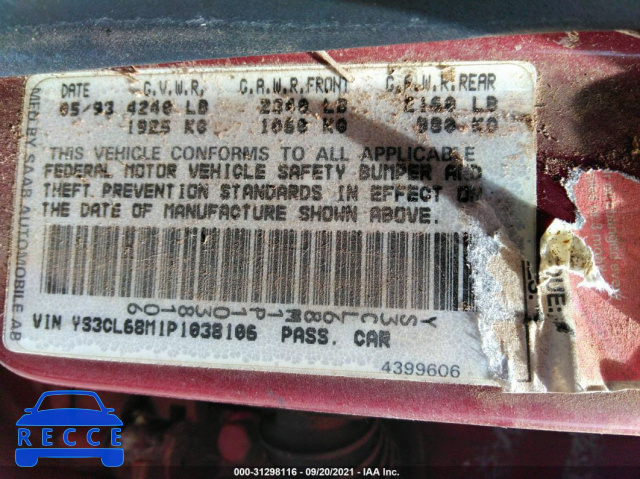 DATE G.V.W.R, G.A.W.R,FRONT G.A.W.R,REAR
05/93 4240 LB 2340 LB 2160 LB
1925 KG 1060 KG 980 KG
THIS VEHICLE CONFORMS TO ALL APPLICABLE
FEDERAL MOTOR VEHICLE SAFETY BUMPER AND
THEFT PREVENTION STANDARDS IN EFFECT ON
THE DATE OF MANUFACTURE SHOWN ABOVE.
YS3CL68M1P1038106
VIN YS3CL68M1P1038106 PASS. CAR
4399606
MFD BY SAAB AUTOMOBILE AB
RECCE
000-31298116 - 09/20/2021 - IAA Inc.